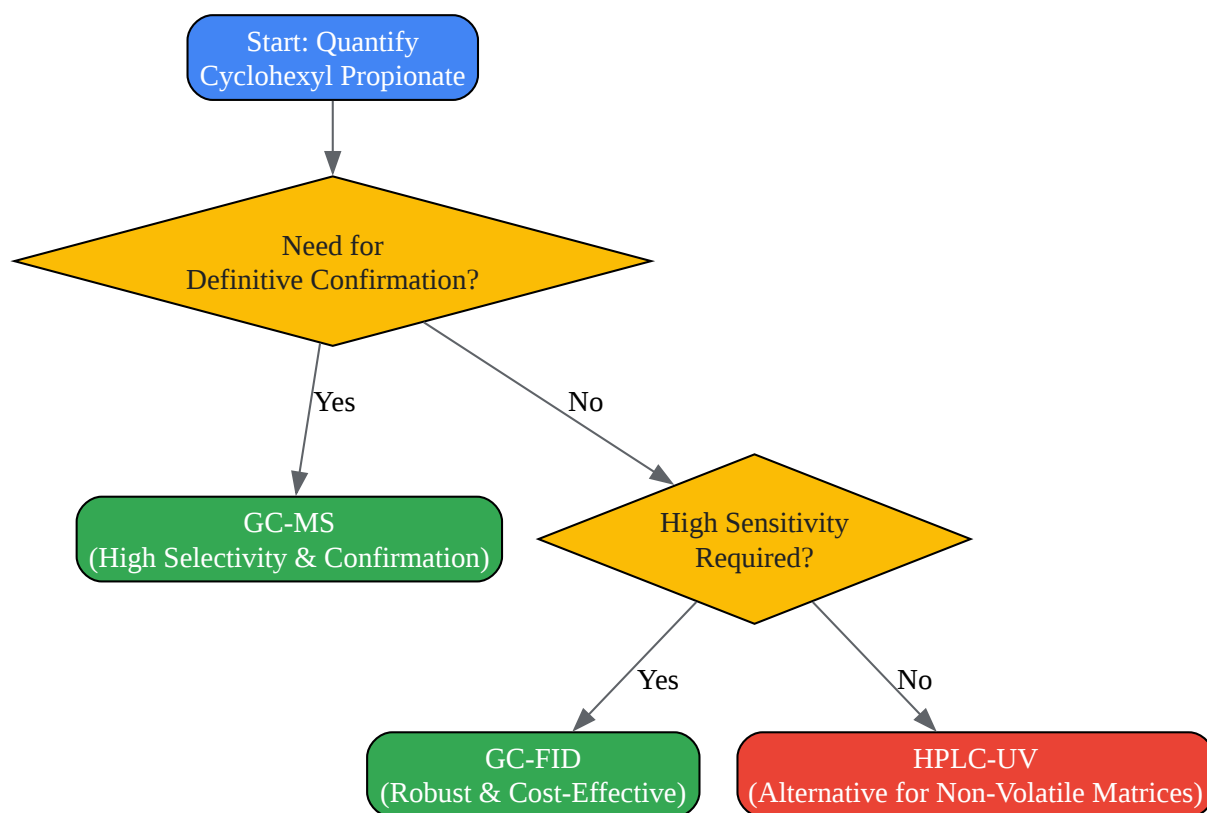 Start: Quantify
Cyclohexyl Propionate
Need for
Definitive Confirmation?
Yes
No
GC-MS
(High Selectivity & Confirmation)
High Sensitivity
Required?
Yes
No
GC-FID
(Robust & Cost-Effective)
HPLC-UV
(Alternative for Non-Volatile Matrices)